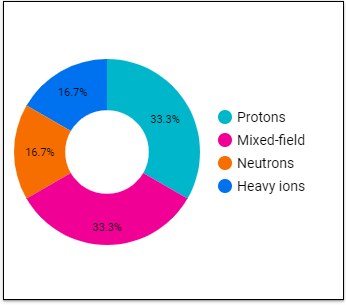 16.7%
33.3%
16.7%
33.3%
Protons
Mixed-field
Neutrons
Heavy ions